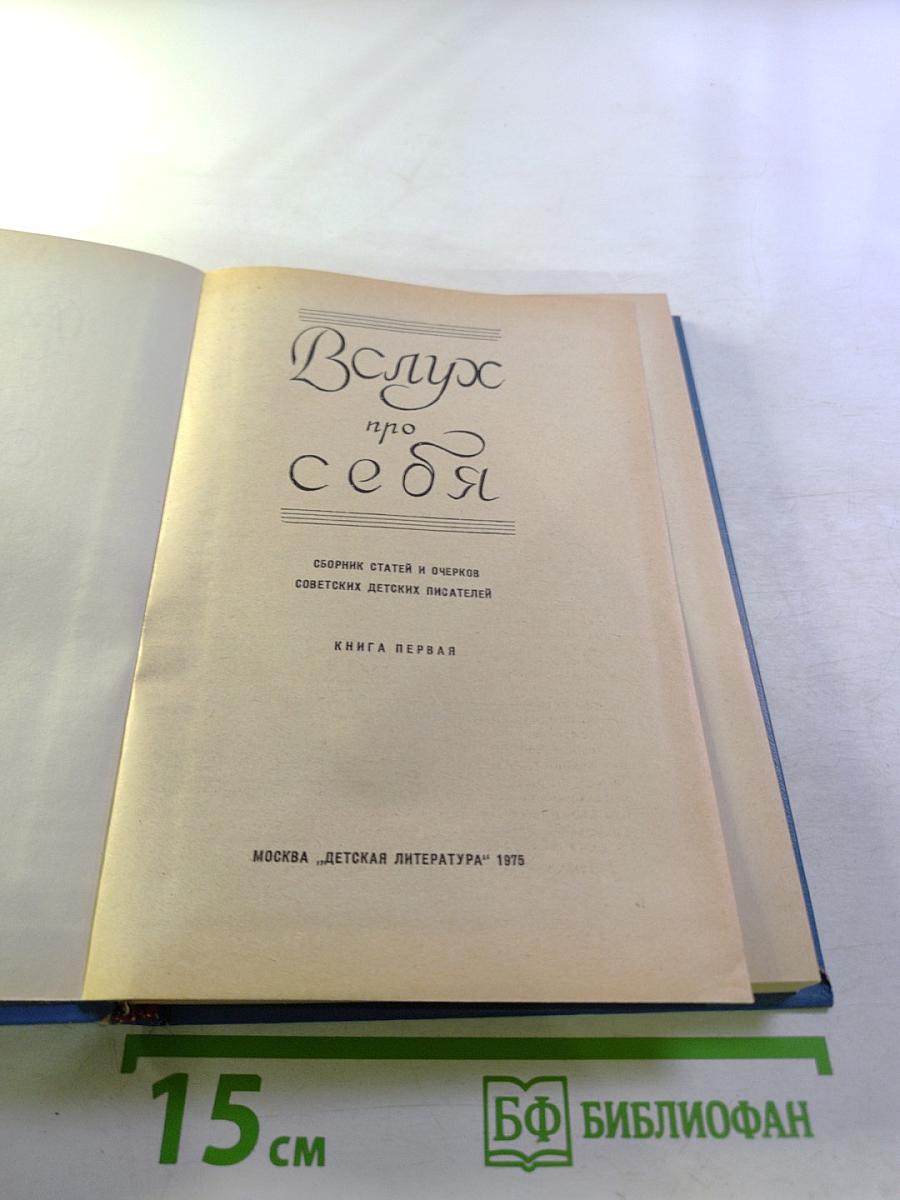 Вслух
про
себя
СБОРНИК СТАТЕЙ И ОЧЕРКОВ
СОВЕТСКИХ ДЕТСКИХ ПИСАТЕЛЕЙ
КНИГА ПЕРВАЯ
МОСКВА „ДЕТСКАЯ ЛИТЕРАТУРА“ 1975
15 см
БФ БИБЛИОФАН